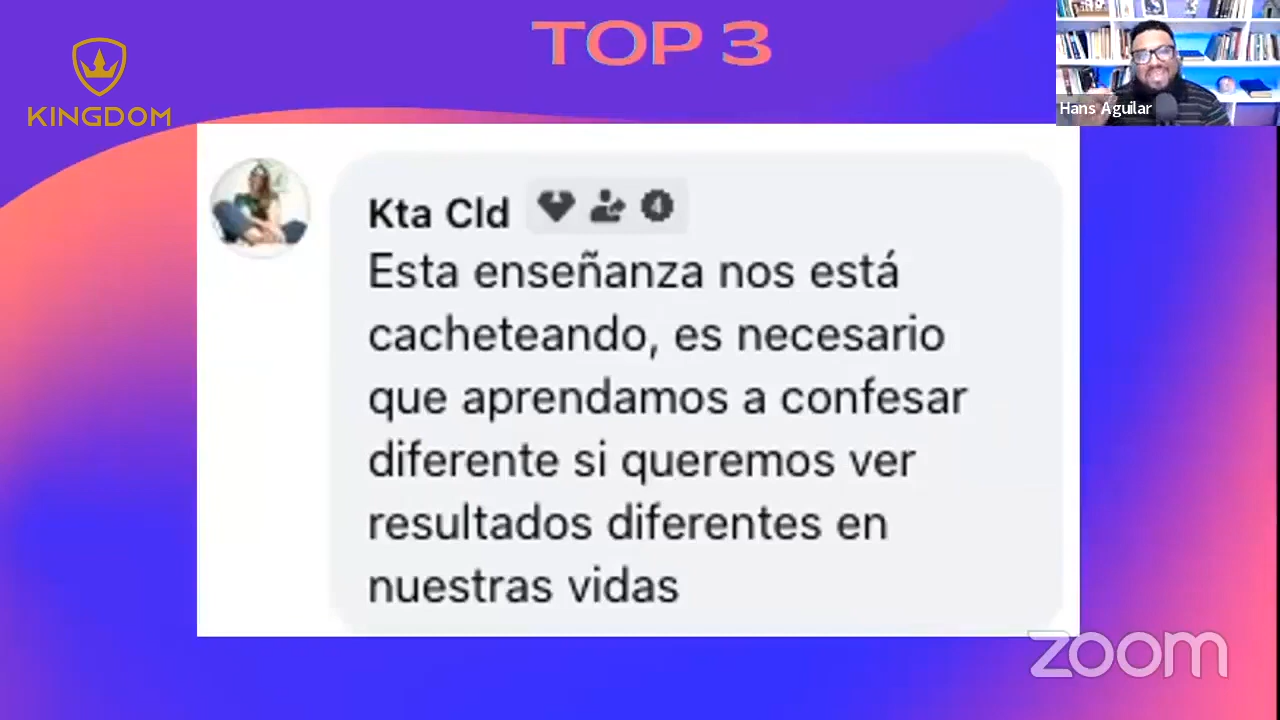 TOP 3
KINGDOM
Hans Aguilar
Kta Cld
4
Esta enseñanza nos está
cacheteando, es necesario
que aprendamos a confesar
diferente si queremos ver
resultados diferentes en
nuestras vidas
zoom